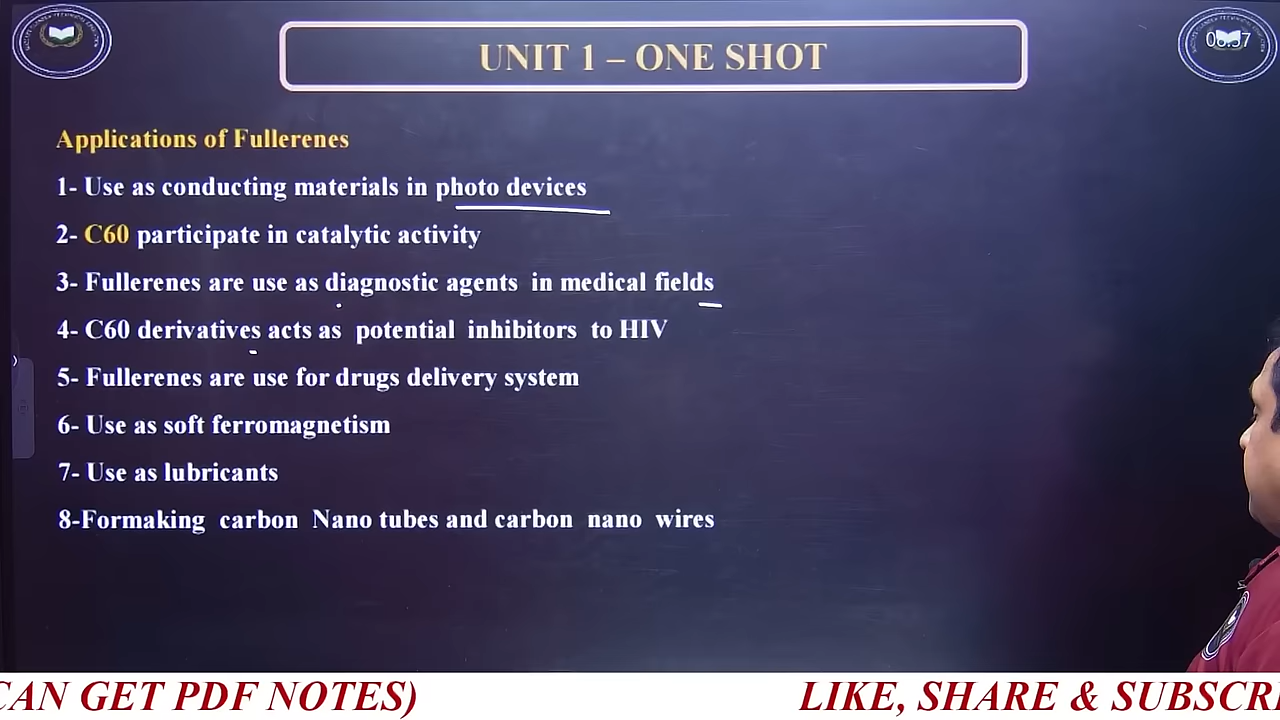 UNIT 1 – ONE SHOT
Applications of Fullerenes
1- Use as conducting materials in photo devices
2- C60 participate in catalytic activity
3- Fullerenes are use as diagnostic agents in medical fields
4- C60 derivatives acts as potential inhibitors to HIV
5- Fullerenes are use for drugs delivery system
6- Use as soft ferromagnetism
7- Use as lubricants
8-Formaking carbon Nano tubes and carbon nano wires
CAN GET PDF NOTES) LIKE, SHARE & SUBSCRI